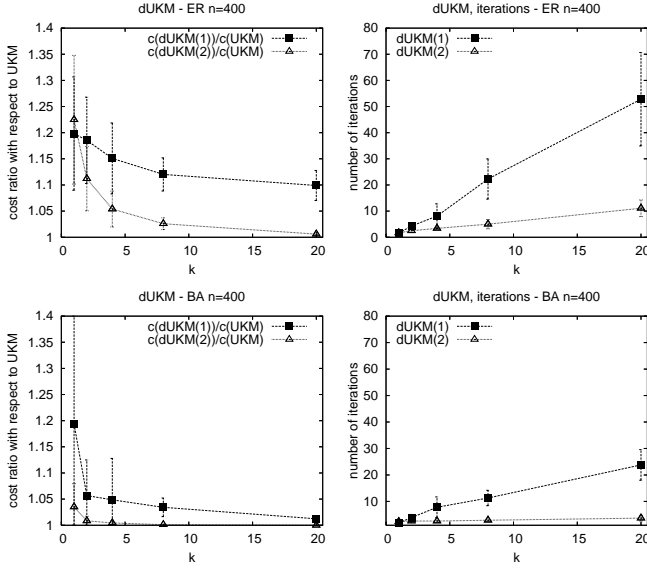 dUKM - ER n=400
cost ratio with respect to UKM
1.4
1.35
1.3
1.25
1.2
1.15
1.1
1.05
1
c(dUKM(1))/c(UKM)
c(dUKM(2))/c(UKM)
0 5 10 15 20
k
dUKM, iterations - ER n=400
number of iterations
80
70
60
50
40
30
20
10
0
dUKM(1)
dUKM(2)
0 5 10 15 20
k
dUKM - BA n=400
cost ratio with respect to UKM
1.4
1.35
1.3
1.25
1.2
1.15
1.1
1.05
1
c(dUKM(1))/c(UKM)
c(dUKM(2))/c(UKM)
0 5 10 15 20
k
dUKM, iterations - BA n=400
number of iterations
80
70
60
50
40
30
20
10
dUKM(1)
dUKM(2)
0 5 10 15 20
k